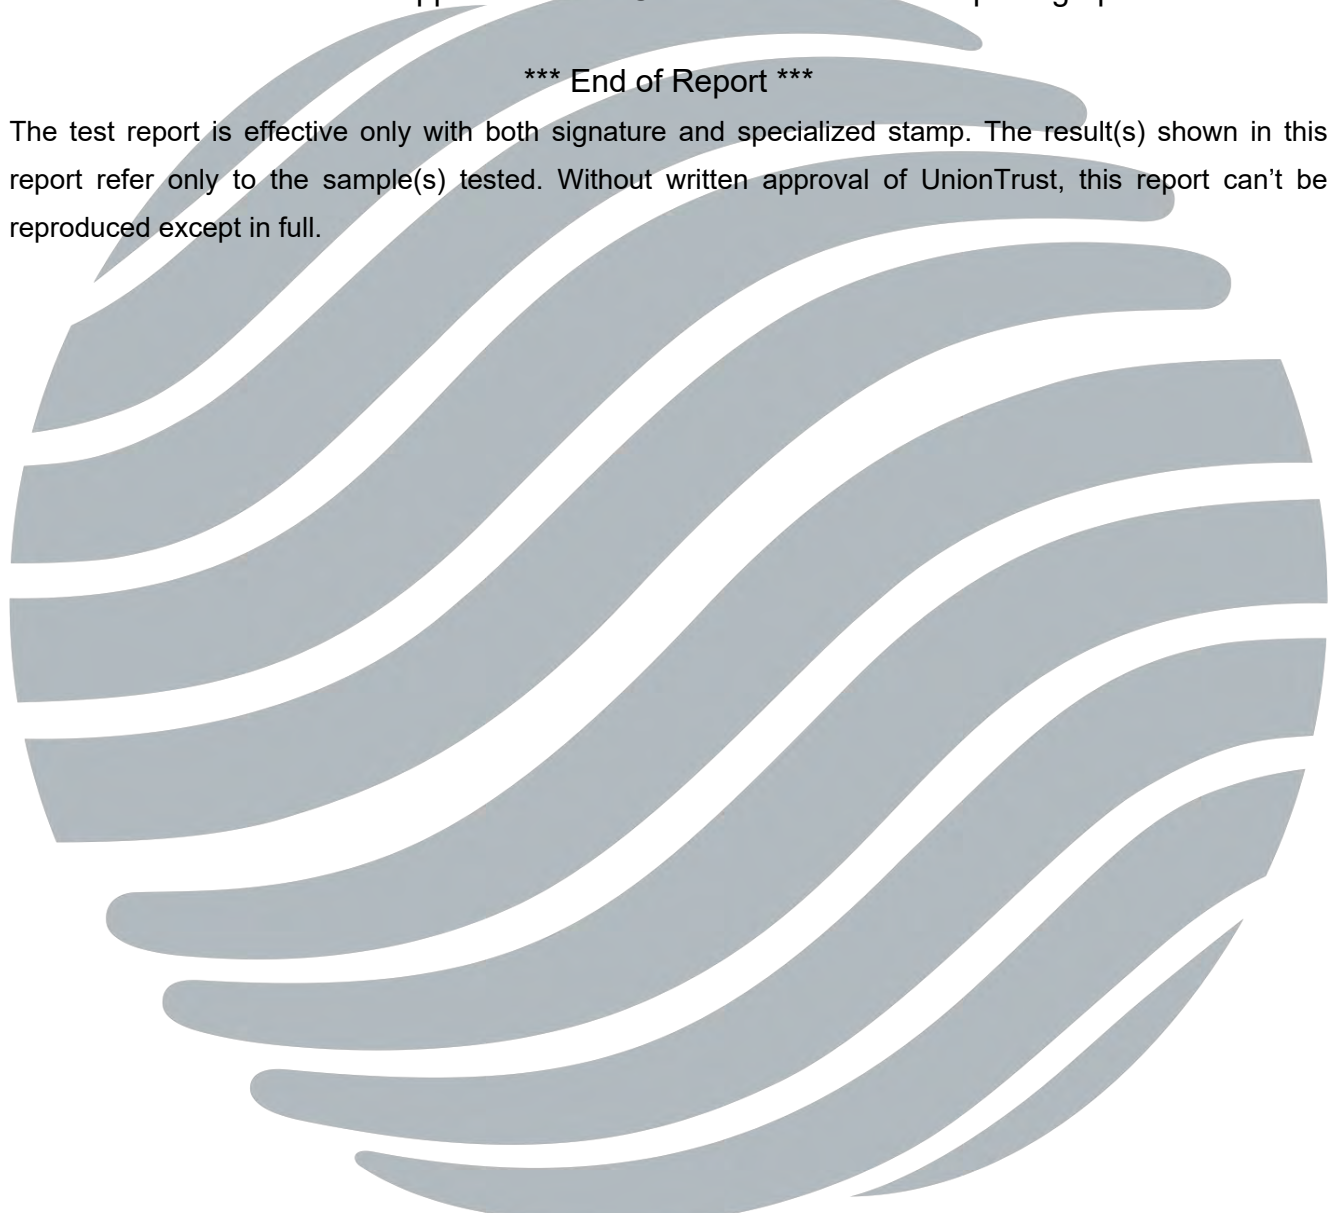 *** End of Report ***
The test report is effective only with both signature and specialized stamp. The result(s) shown in this
report refer only to the sample(s) tested. Without written approval of UnionTrust, this report can’t be
reproduced except in full.